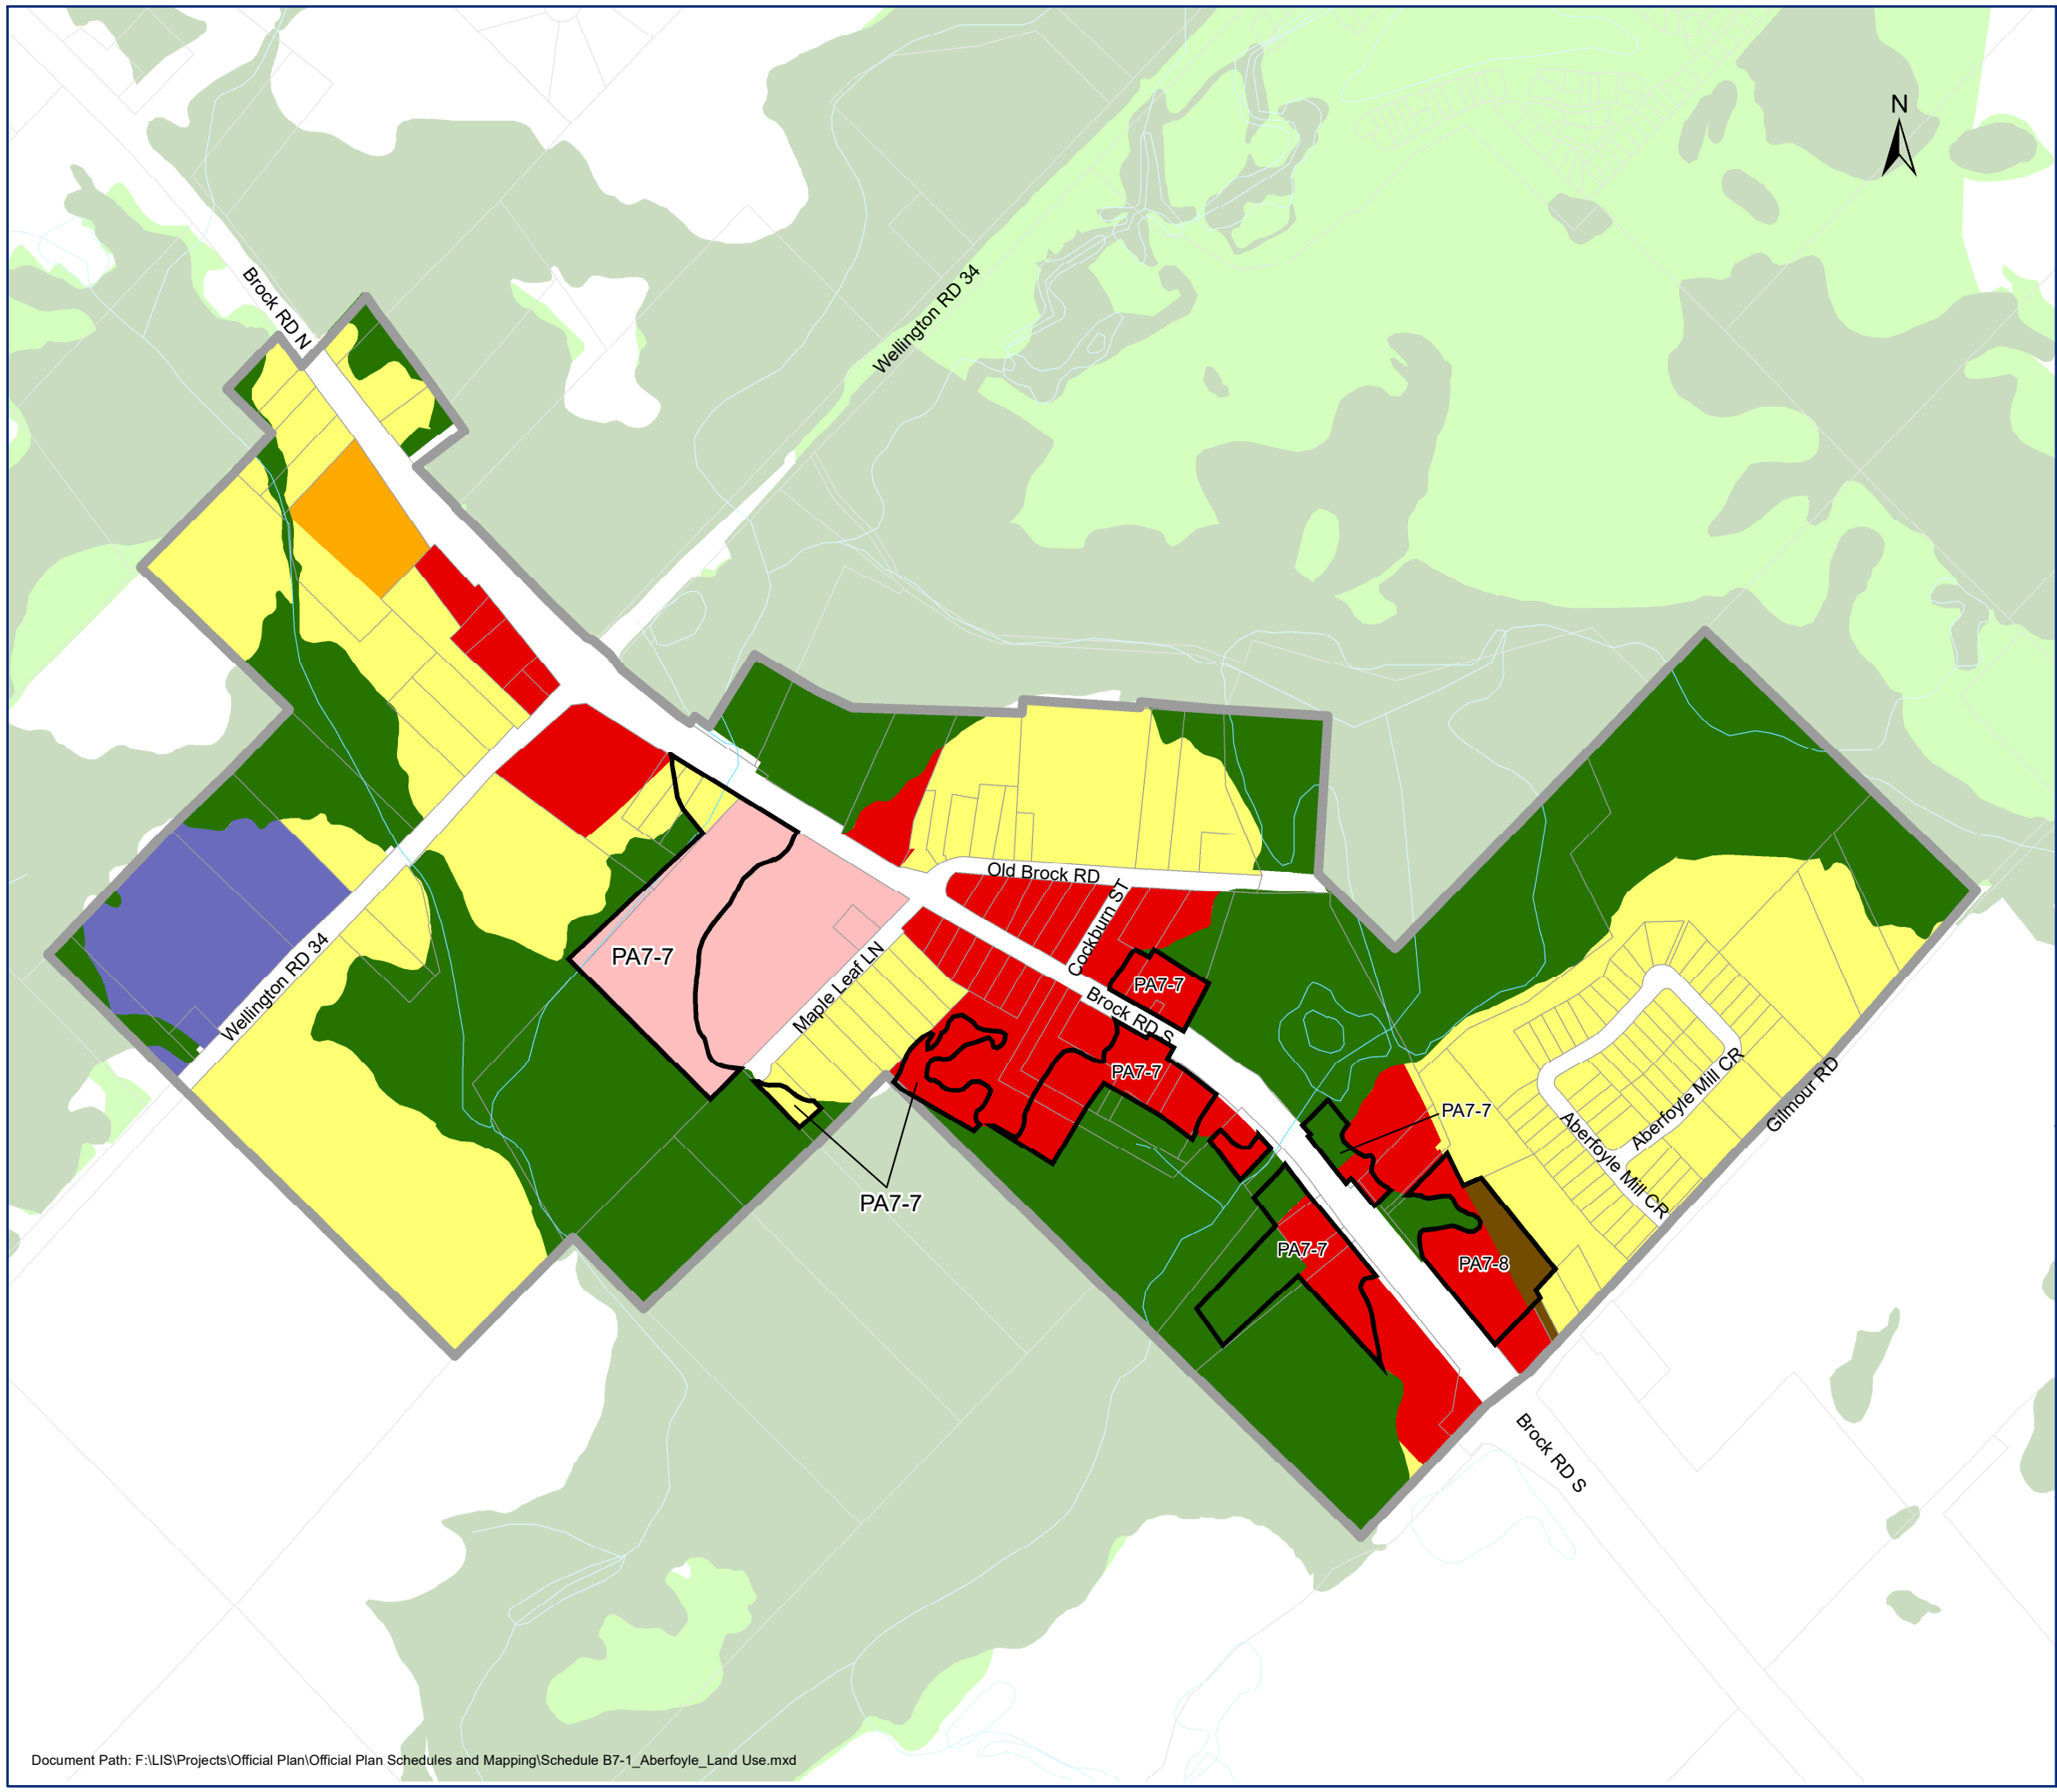 N
Brock RD N
Wellington RD 34
Old Brock RD
Cockburn ST
PA7-7
Maple Leaf LN
PA7-7
Brock RD S
Wellington RD 34
PA7-7
PA7-7
Aberfoyle Mill CR
Gilmour RD
Aberfoyle Mill CR
PA7-7
PA7-7
PA7-8
Brock RD S
Document Path: F:\LIS\Projects\Official Plan\Official Plan Schedules and Mapping\Schedule B7-1_Aberfoyle_Land Use.mxd